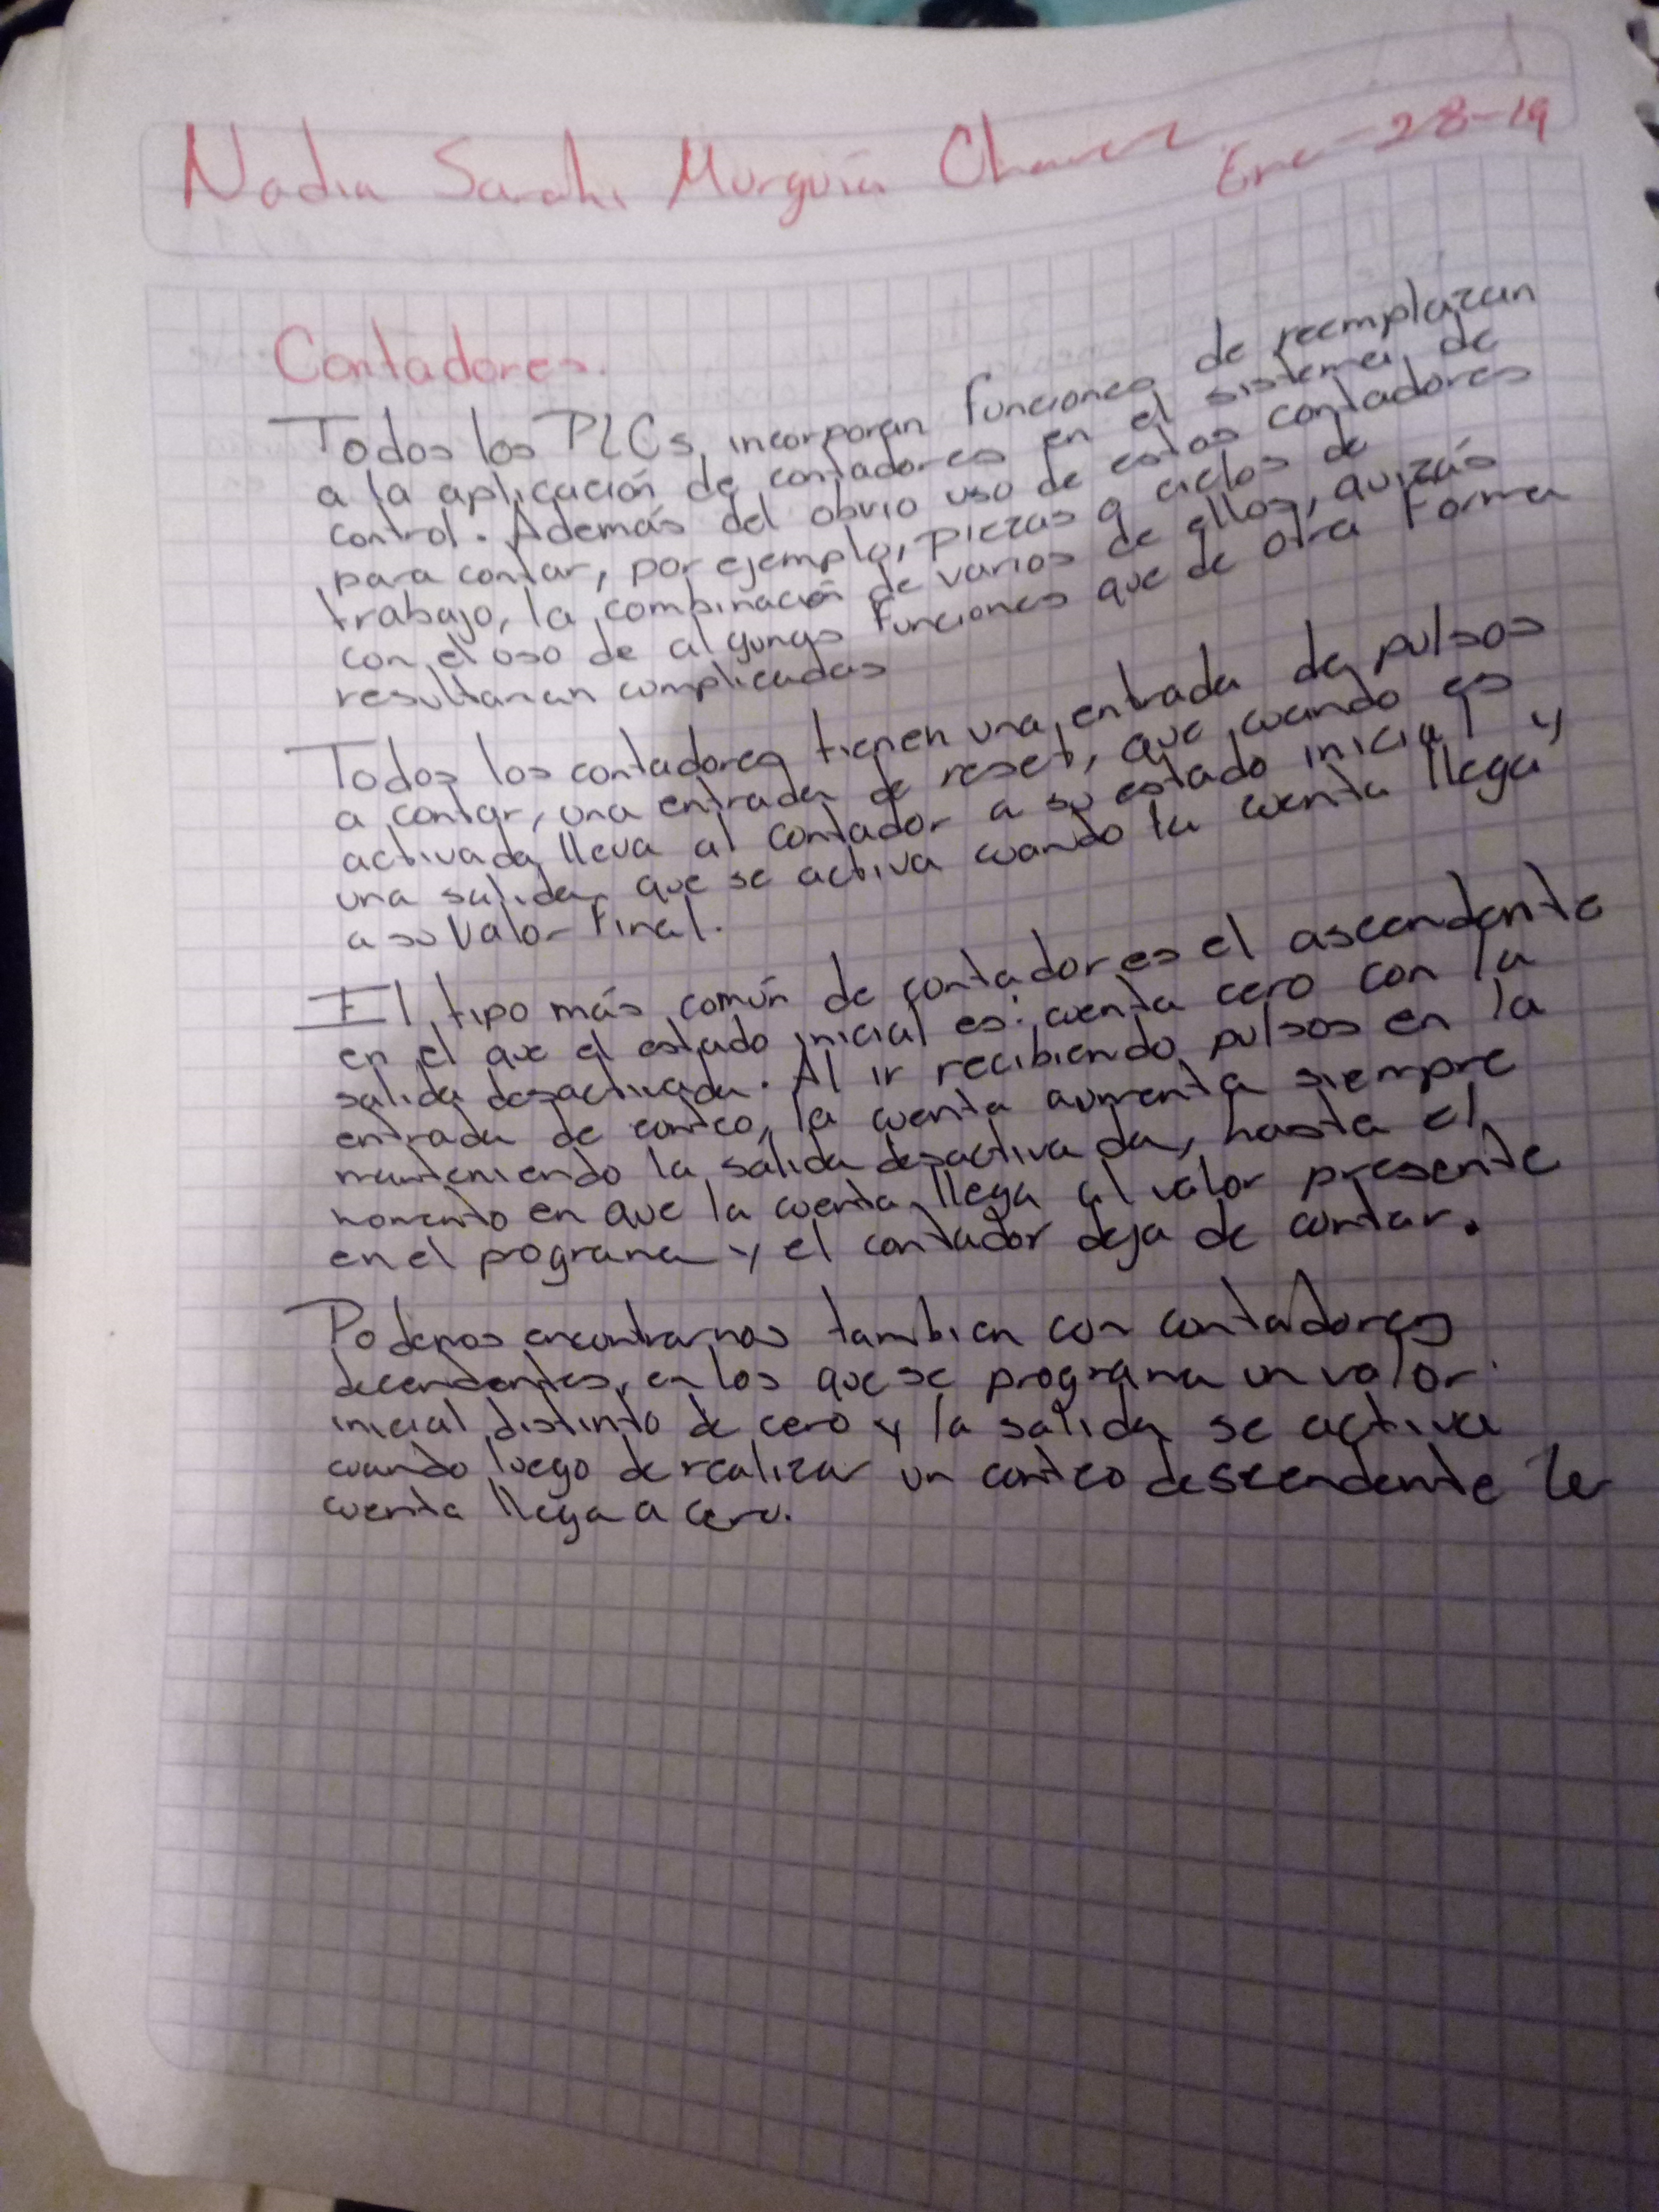 Nadia Sarahi Murguia Chavez Ene-28-19
Contadores.
Todos los PLCs incorporan funciones de reemplazan
a la aplicación de contadores en el sistema de
control. Además del obvio uso de estos contadores
para contar, por ejemplo, piezas o ciclos de
trabajo, la combinación de varios de ellos, quizás
con el uso de algunas funciones que de otra forma
resultarian complicadas
Todos los contadores tienen una entrada de pulsos
a contar, una entrada de reset, que cuando es
activada lleva al contador a su estado inicial y
una salida que se activa cuando la cuenta llega
a su valor final.
El tipo más común de contador es el ascendente
en el que el estado inicial es: cuenta cero con la
salida desactivada. Al ir recibiendo pulsos en la
entrada de conteo, la cuenta aumenta siempre
manteniendo la salida desactivada, hasta el
momento en que la cuenta llega al valor presente
en el pograma y el contador deja de contar.
Podemos encontrarnos tambien con contadores
decendentes, en los que se programa un valor
inicial distinto de cero y la salida se activa
cuando luego de realizar un conteo descendente la
cuenta llega a cero.